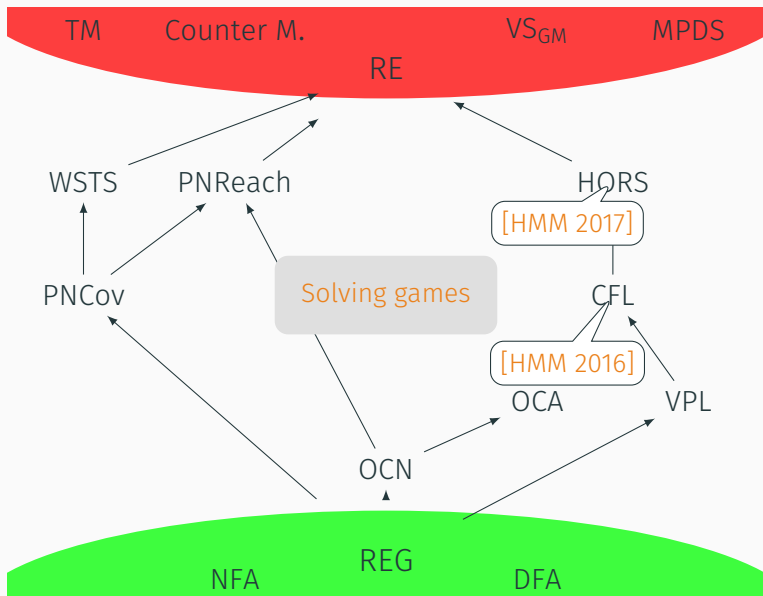 TM Counter M. VS_GM MPDS
RE
WSTS PNReach HORS
[HMM 2017]
PNCov Solving games CFL
[HMM 2016]
OCA VPL
OCN
REG
NFA DFA